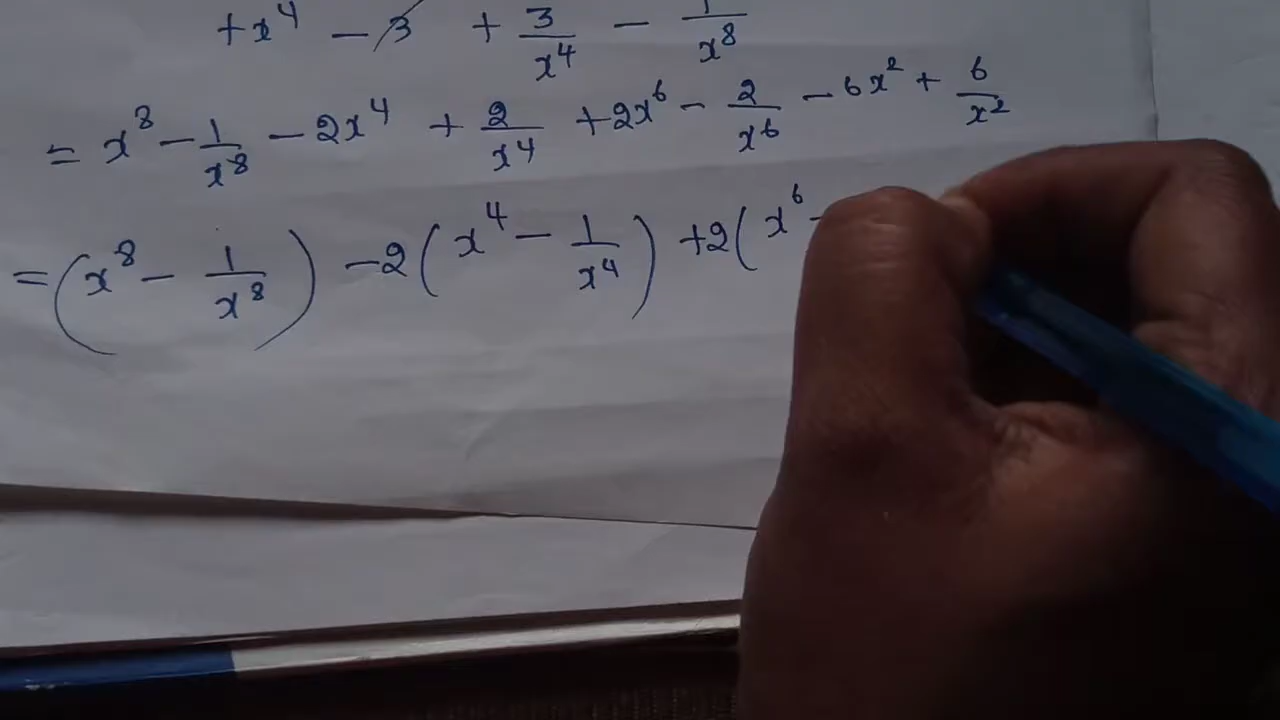 +x⁴ - 3 + 3/x⁴ - 1/x⁸
= x⁸ - 1/x⁸ - 2x⁴ + 2/x⁴ + 2x⁶ - 2/x⁶ - 6x² + 6/x²
= (x⁸ - 1/x⁸) - 2(x⁴ - 1/x⁴) + 2(x⁶ -